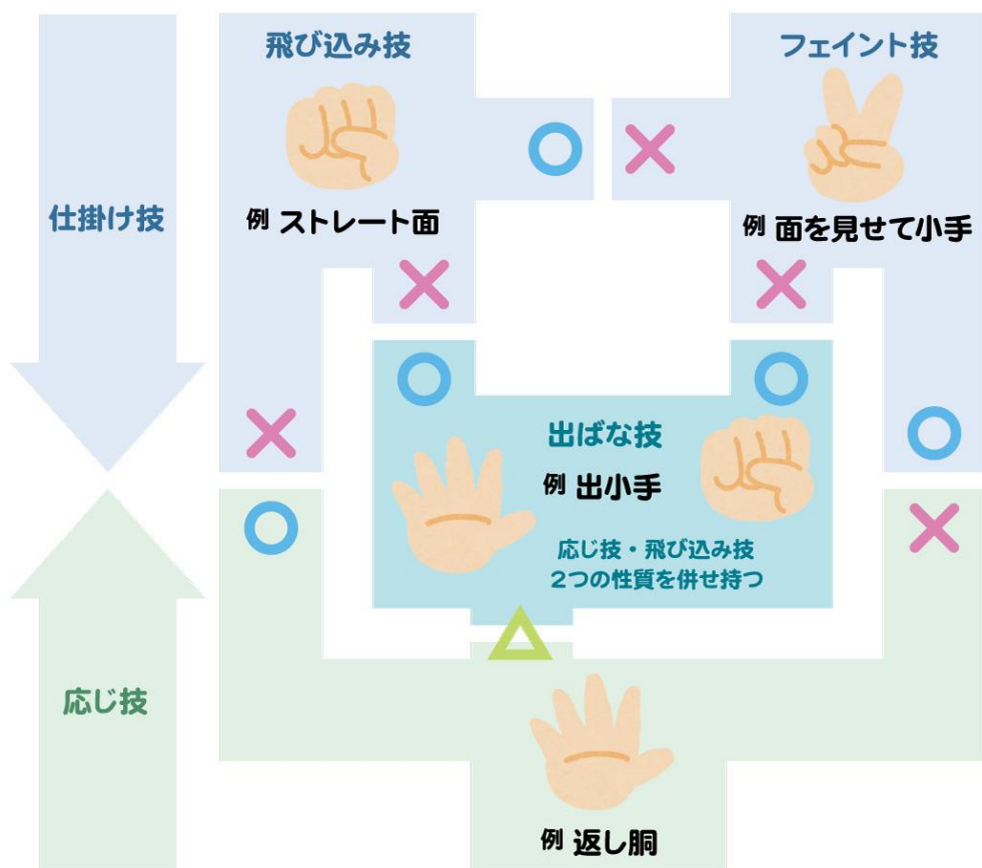 飛び込み技
フェイント技
仕掛け技
例 ストレート面
例 面を見せて小手
出ばな技
例 出小手
応じ技・飛び込み技
2つの性質を併せ持つ
応じ技
例 返し胴